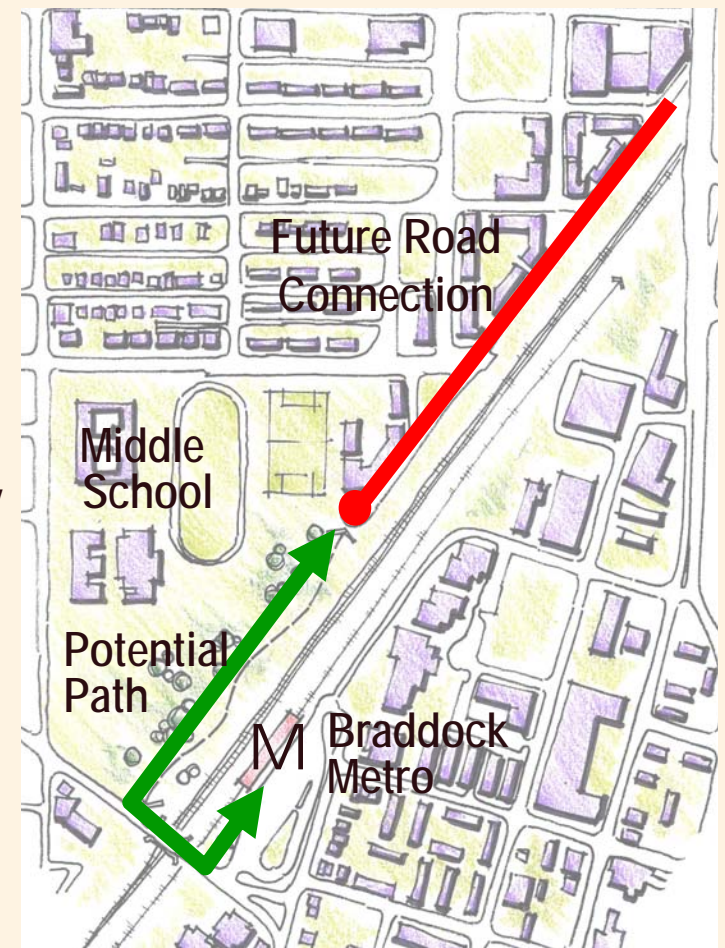 Future Road
Connection
Middle
School
Potential
Path
M
Braddock
Metro